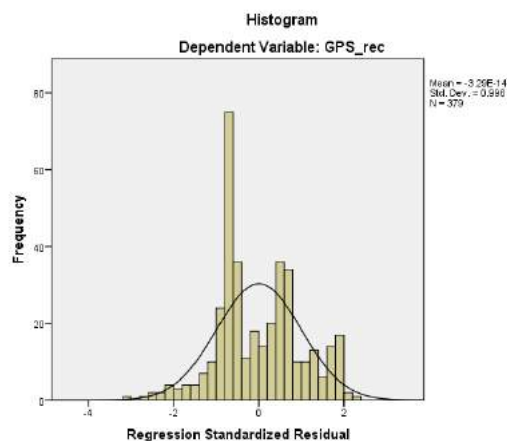 Histogram
Dependent Variable: GPS_rec
Mean = -3.29E-14
Std. Dev. = 0.996
N = 379
Frequency
80
60
40
20
0
-4 -2 0 2
Regression Standardized Residual